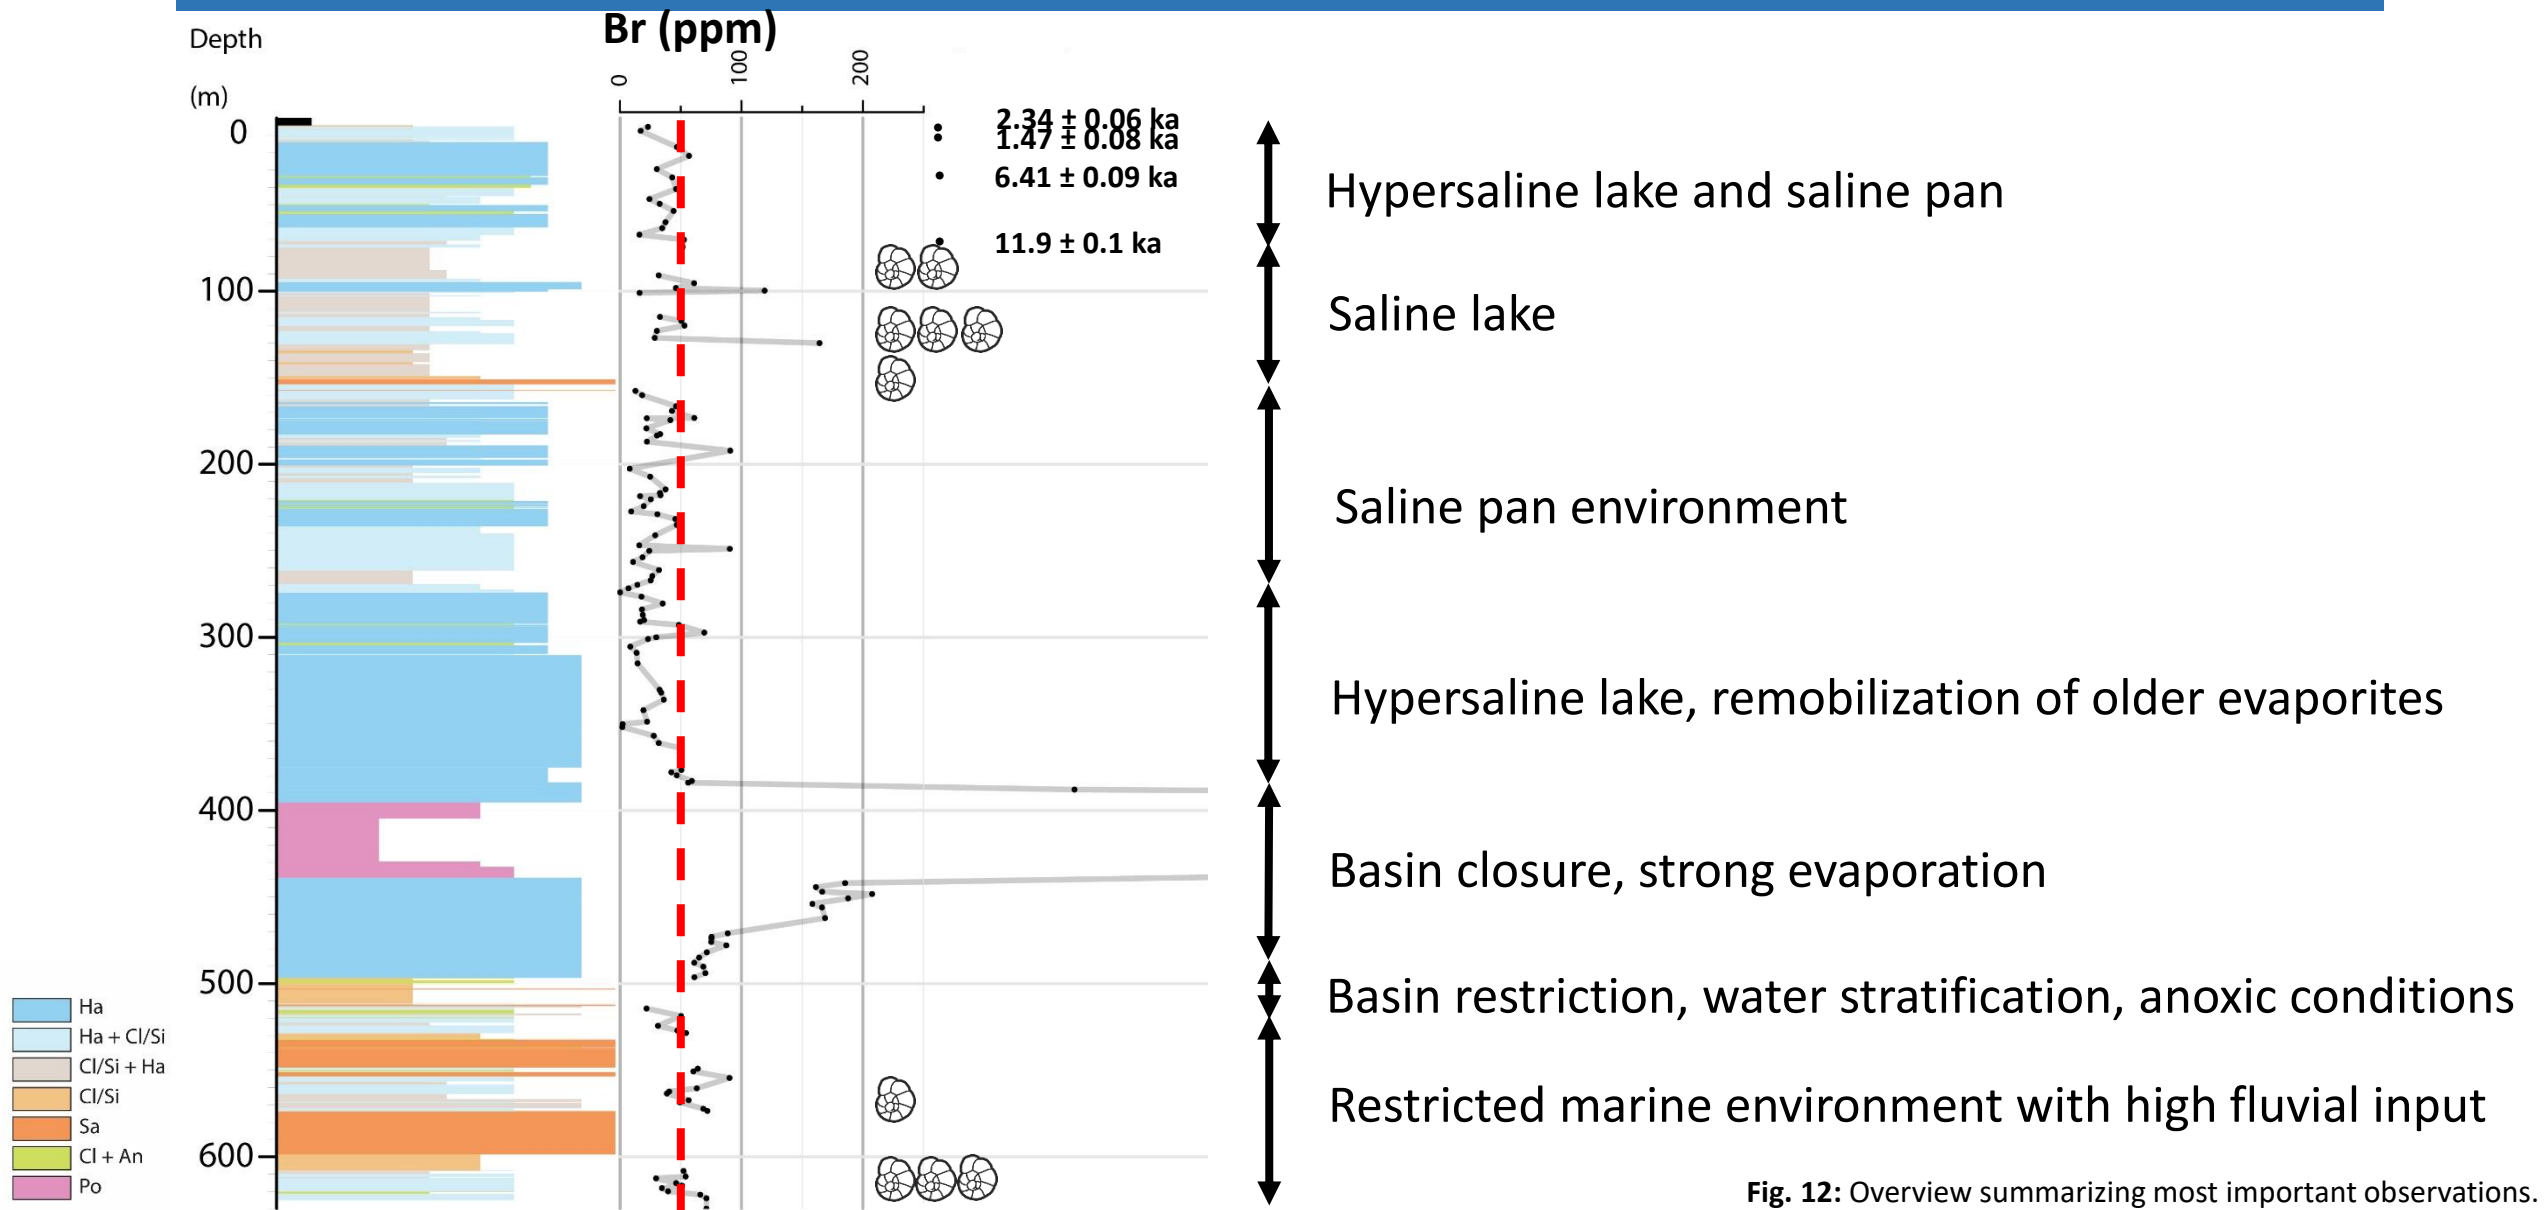 Br (ppm)
Depth
(m)
0
100
200
0
100
200
300
400
500
600
2.34 ± 0.06 ka
1.47 ± 0.08 ka
6.41 ± 0.09 ka
11.9 ± 0.1 ka
Hypersaline lake and saline pan
Saline lake
Saline pan environment
Hypersaline lake, remobilization of older evaporites
Basin closure, strong evaporation
Basin restriction, water stratification, anoxic conditions
Restricted marine environment with high fluvial input
Ha
Ha + Cl/Si
Cl/Si + Ha
Cl/Si
Sa
Cl + An
Po
Fig. 12: Overview summarizing most important observations.